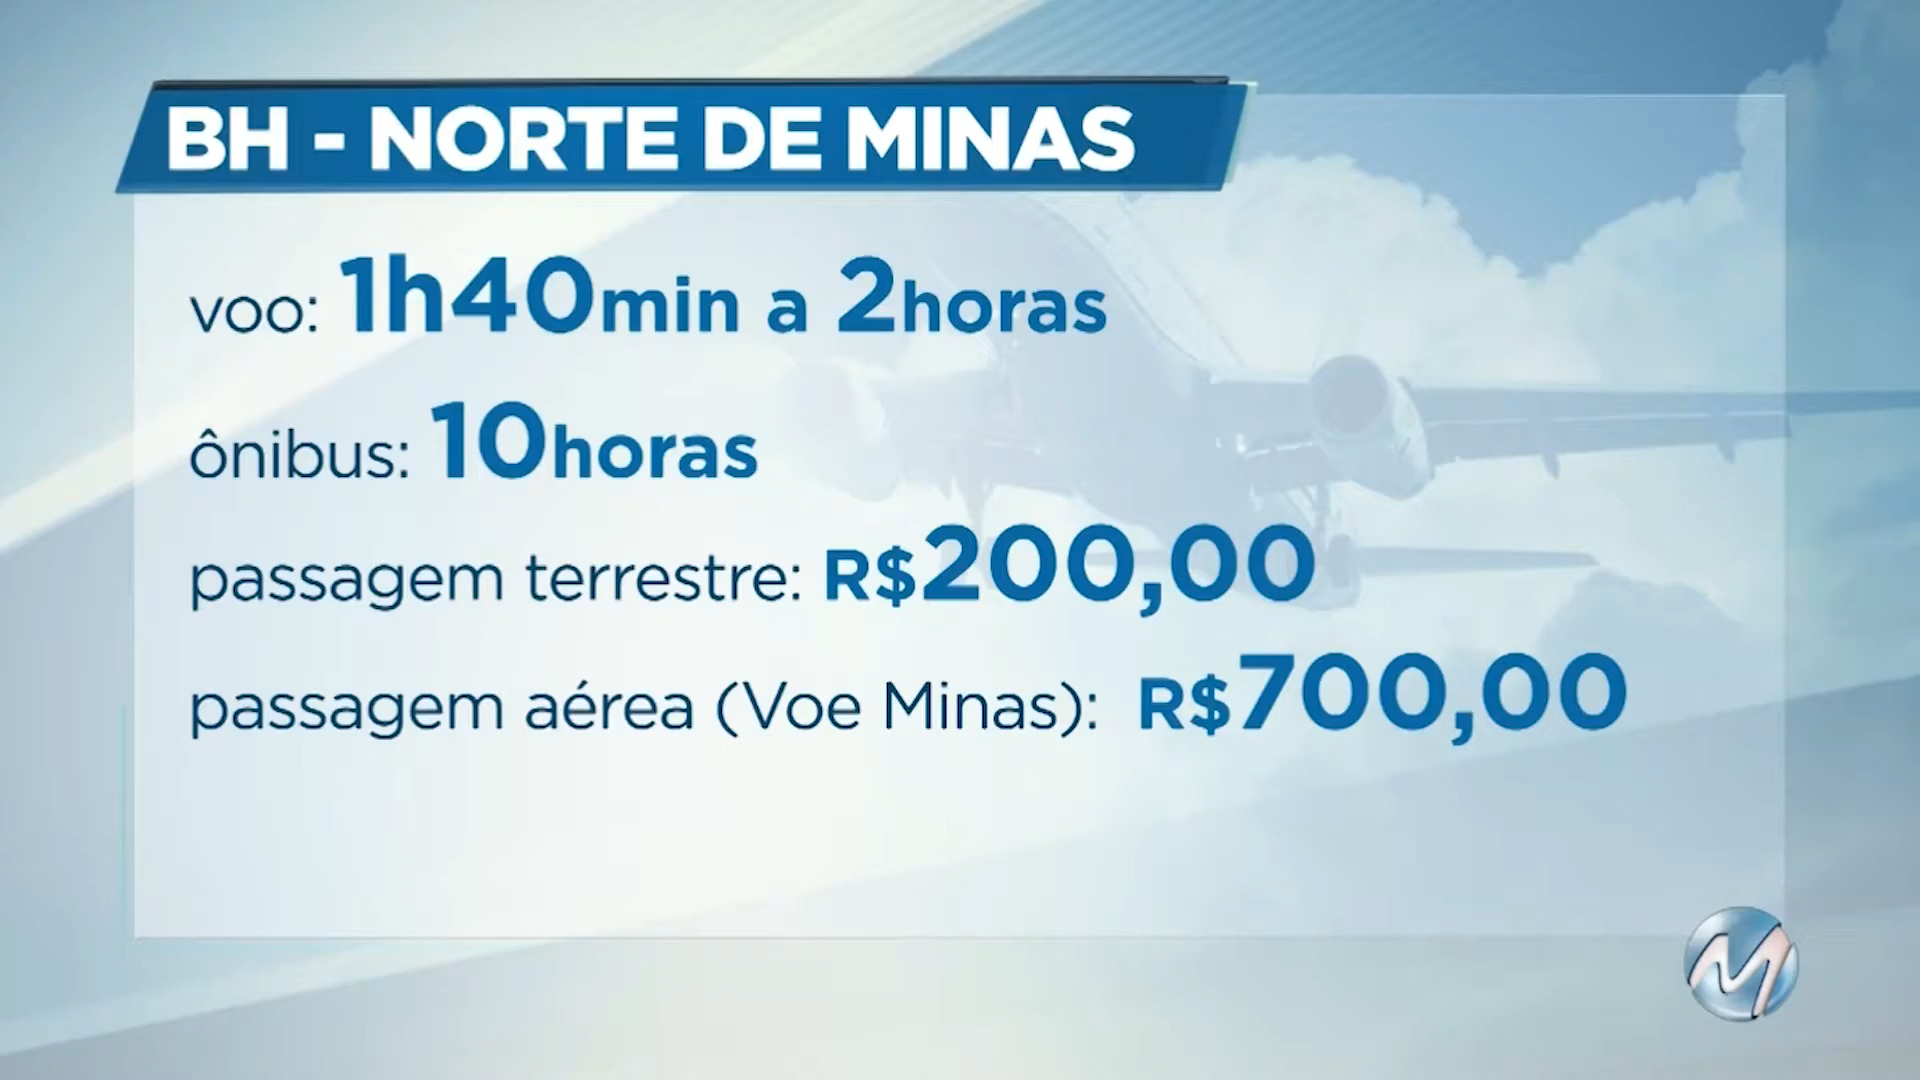 BH - NORTE DE MINAS
voo: 1h40min a 2horas
ônibus: 10horas
passagem terrestre: R$200,00
passagem aérea (Voe Minas): R$700,00
M